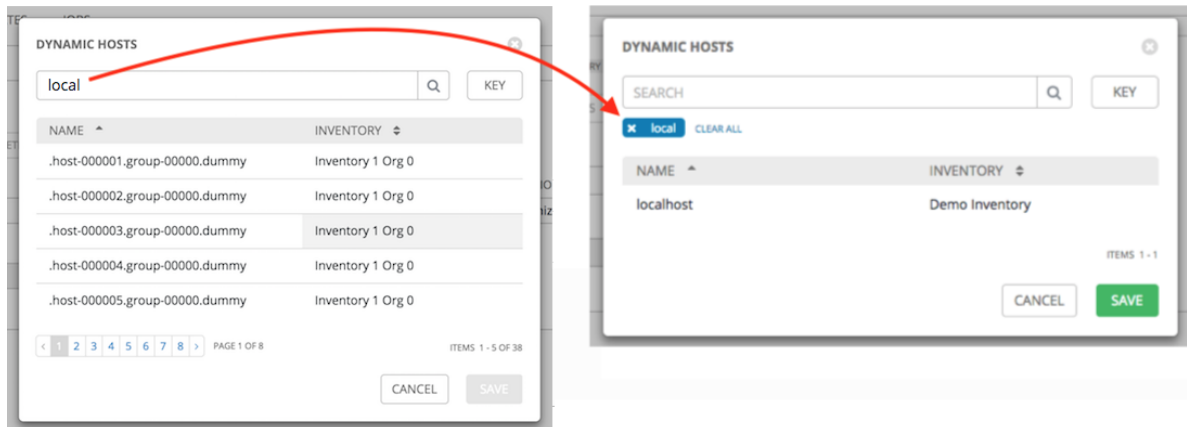 JOBS
DYNAMIC HOSTS
local
KEY
NAME INVENTORY
.host-000001.group-00000.dummy Inventory 1 Org 0
.host-000002.group-00000.dummy Inventory 1 Org 0
.host-000003.group-00000.dummy Inventory 1 Org 0
.host-000004.group-00000.dummy Inventory 1 Org 0
.host-000005.group-00000.dummy Inventory 1 Org 0
< 1 2 3 4 5 6 7 8 > PAGE 1 OF 8 ITEMS 1 - 5 OF 38
CANCEL SAVE
DYNAMIC HOSTS
SEARCH KEY
local CLEAR ALL
NAME INVENTORY
localhost Demo Inventory
ITEMS 1 - 1
CANCEL SAVE